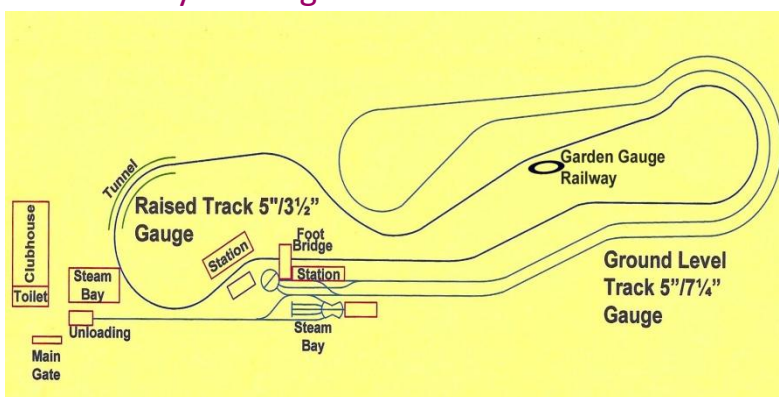 Garden Gauge
Railway
Tunnel
Raised Track 5"/3½"
Gauge
Foot
Bridge
Station
Station
Clubhouse
Toilet
Steam
Bay
Ground Level
Track 5"/7¼"
Gauge
Unloading
Steam
Bay
Main
Gate